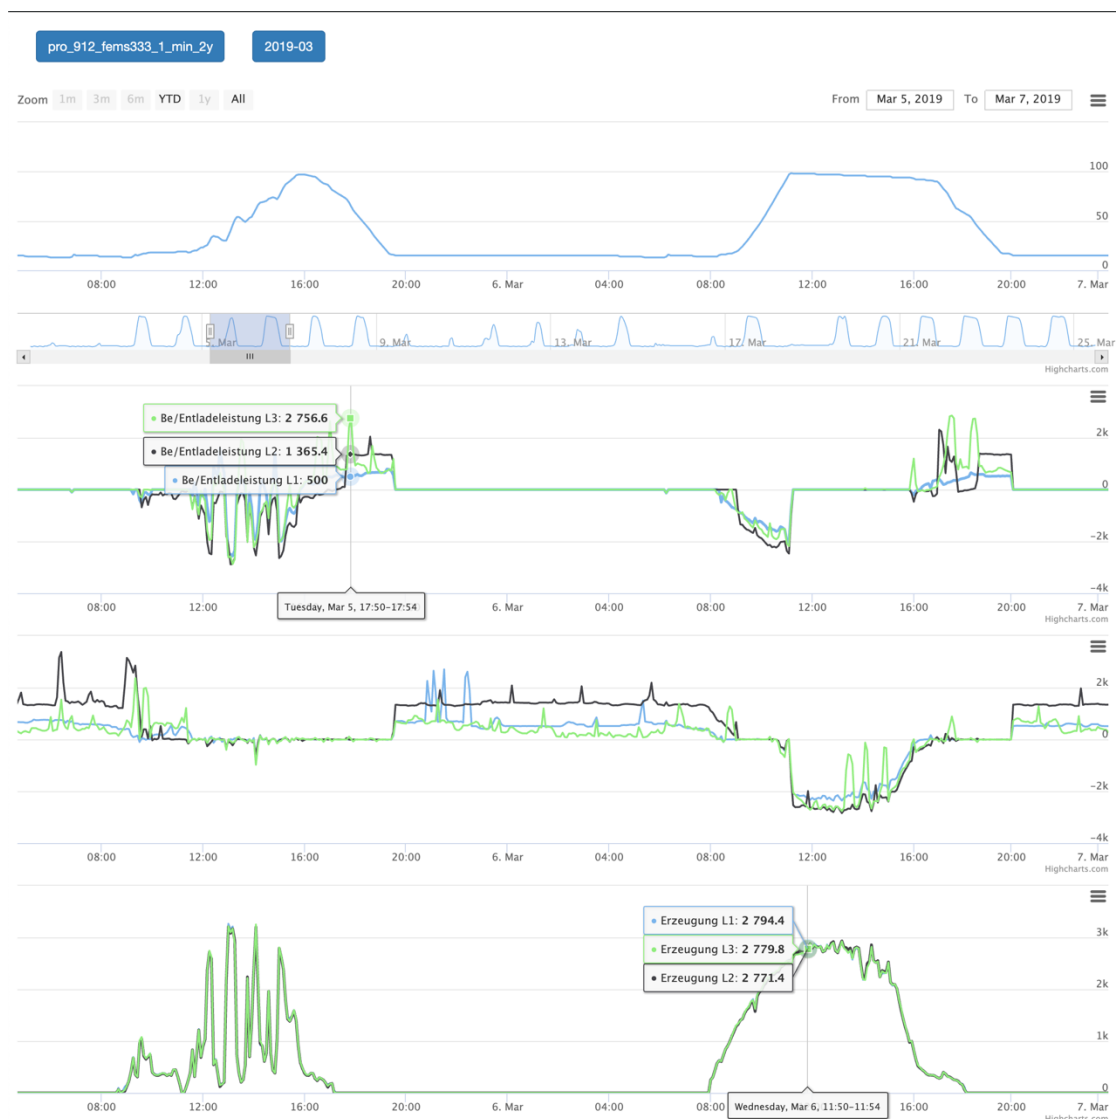 pro_912_fems333_1_min_2y 2019-03
Zoom 1m 3m 6m YTD 1y All From Mar 5, 2019 To Mar 7, 2019
100
50
0
08:00 12:00 16:00 20:00 6. Mar 04:00 08:00 12:00 16:00 20:00 7. Mar
5. Mar 9. Mar 13. Mar 17. Mar 21. Mar 25. Mar
Highcharts.com
Be/Entladeleistung L3: 2 756.6
2k
Be/Entladeleistung L2: 1 365.4
Be/Entladeleistung L1: 500
0
-2k
-4k
Tuesday, Mar 5, 17:50-17:54
08:00 12:00 6. Mar 04:00 08:00 12:00 16:00 20:00 7. Mar
Highcharts.com
2k
0
-2k
-4k
08:00 12:00 16:00 20:00 6. Mar 04:00 08:00 12:00 16:00 20:00 7. Mar
Highcharts.com
Erzeugung L1: 2 794.4
3k
Erzeugung L3: 2 779.8
Erzeugung L2: 2 771.4
2k
1k
0
Wednesday, Mar 6, 11:50-11:54
08:00 12:00 16:00 20:00 6. Mar 04:00 08:00 16:00 20:00 7. Mar
Highcharts.com